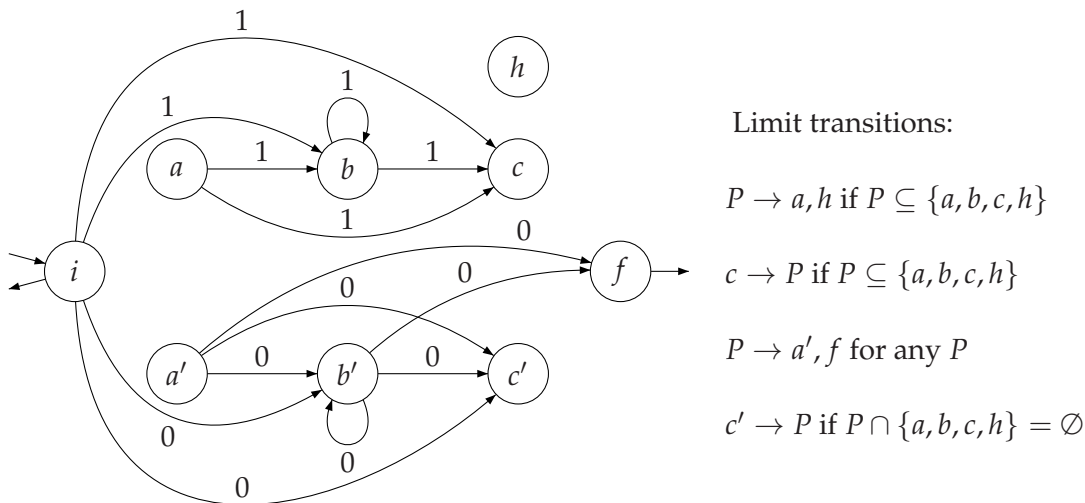 1
h
1
1
Limit transitions:
a
1
b
1
c
P → a, h if P ⊆ {a, b, c, h}
1
0
i
0
f
c → P if P ⊆ {a, b, c, h}
0
P → a′, f for any P
a′
0
b′
0
c′
0
0
c′ → P if P ∩ {a, b, c, h} = ∅
0